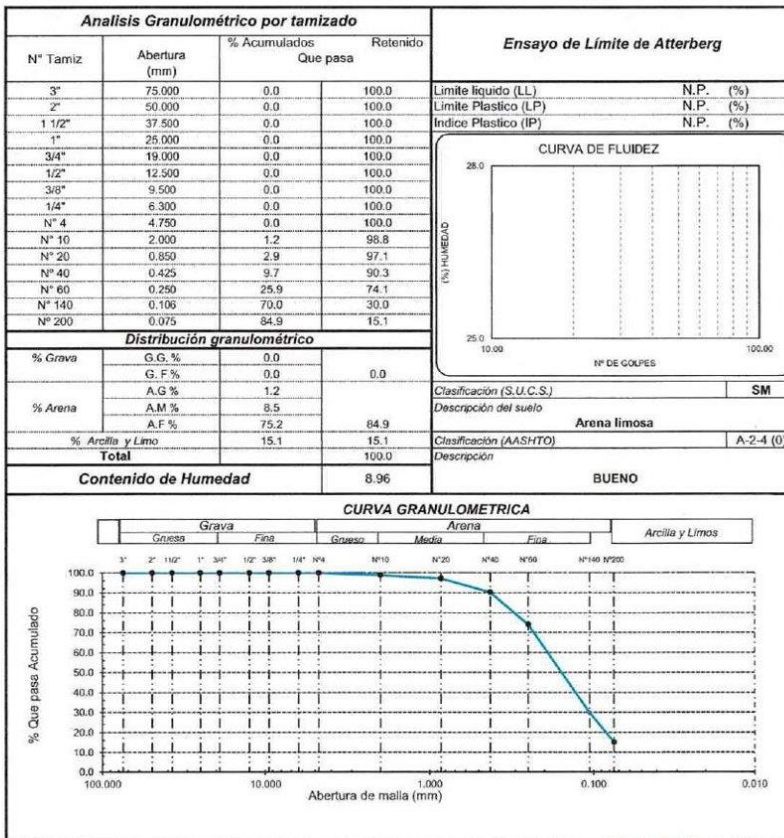 Analisis Granulométrico por tamizado
N° Tamiz Abertura (mm) % Acumulados Retenido
Que pasa
3" 75.000 0.0 100.0
2" 50.000 0.0 100.0
1 1/2" 37.500 0.0 100.0
1" 25.000 0.0 100.0
3/4" 19.000 0.0 100.0
1/2" 12.500 0.0 100.0
3/8" 9.500 0.0 100.0
1/4" 6.300 0.0 100.0
N° 4 4.750 0.0 100.0
N° 10 2.000 1.2 98.8
N° 20 0.850 2.9 97.1
N° 40 0.425 9.7 90.3
N° 60 0.250 25.9 74.1
N° 140 0.106 70.0 30.0
N° 200 0.075 84.9 15.1
Distribución granulométrico
% Grava G.G. % 0.0
G. F % 0.0 0.0
% Arena A.G % 1.2
A.M % 8.5
A.F % 75.2 84.9
% Arcilla y Limo 15.1 15.1
Total 100.0
Contenido de Humedad 8.96
Ensayo de Límite de Atterberg
Limite liquido (LL) N.P. (%)
Limite Plastico (LP) N.P. (%)
Indice Plastico (IP) N.P. (%)
CURVA DE FLUIDEZ
28.0
(%) HUMEDAD
25.0
10.00 100.00
N° DE GOLPES
Clasificación (S.U.C.S.) SM
Descripción del suelo
Arena limosa
Clasificación (AASHTO) A-2-4 (0)
Descripción
BUENO
CURVA GRANULOMETRICA
Grava Arena Arcilla y Limos
Gruesa Fina Grueso Media Fina
3" 2" 11/2" 1" 3/4" 1/2" 3/8" 1/4" N°4 N°10 N°20 N°40 N°60 N°140 N°200
% Que pasa Acumulado
100.0
90.0
80.0
70.0
60.0
50.0
40.0
30.0
20.0
10.0
0.0
100.000 10.000 1.000 0.100 0.010
Abertura de malla (mm)